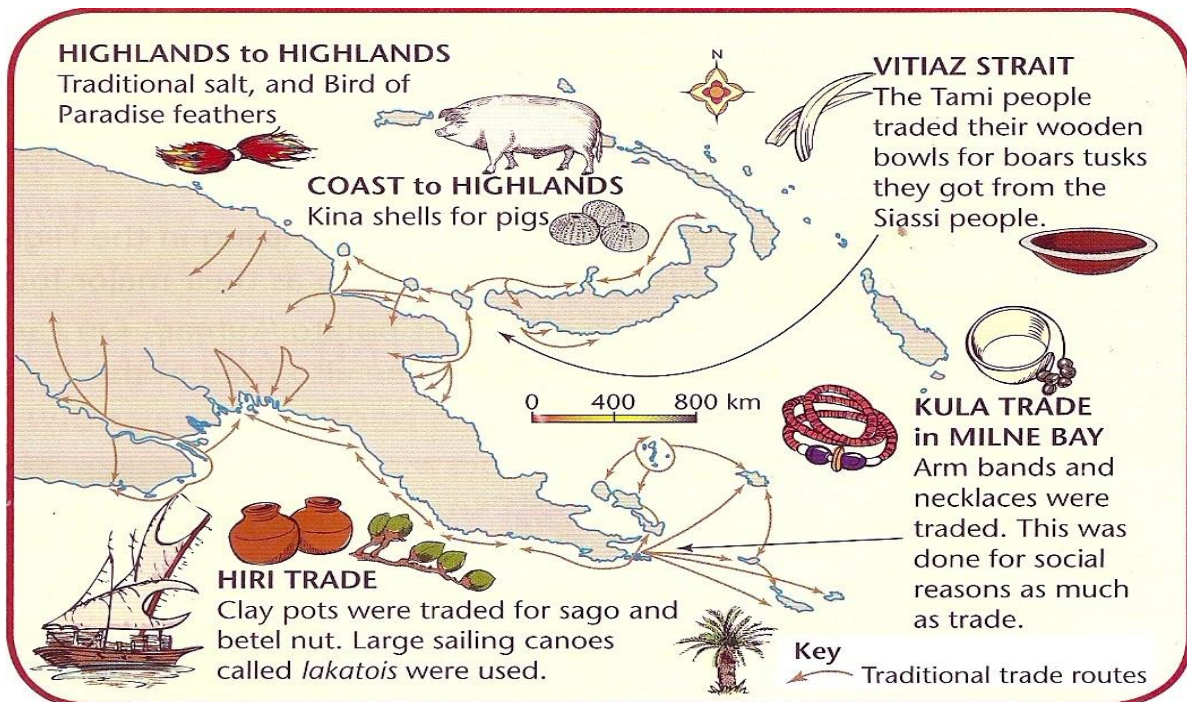 HIGHLANDS to HIGHLANDS
Traditional salt, and Bird of
Paradise feathers
N
VITIAZ STRAIT
The Tami people
traded their wooden
bowls for boars tusks
they got from the
Siassi people.
COAST to HIGHLANDS
Kina shells for pigs
0 400 800 km
KULA TRADE
in MILNE BAY
Arm bands and
necklaces were
traded. This was
done for social
reasons as much
as trade.
HIRI TRADE
Clay pots were traded for sago and
betel nut. Large sailing canoes
called lakatois were used.
Key
Traditional trade routes